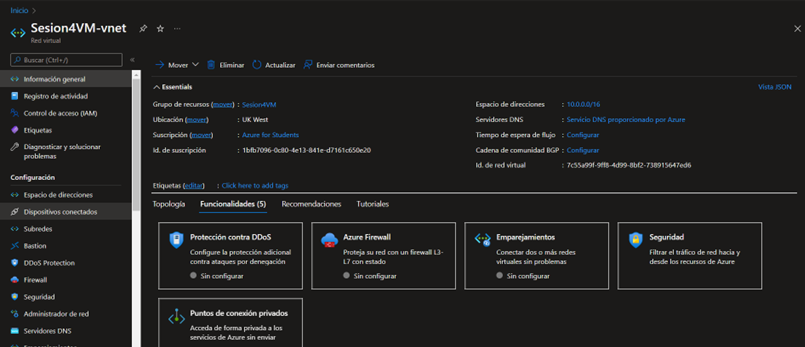 Inicio >
Sesion4VM-vnet
Red virtual
Buscar (Ctrl+/)
Información general
Registro de actividad
Control de acceso (IAM)
Etiquetas
Diagnosticar y solucionar
problemas
Configuración
Espacio de direcciones
Dispositivos conectados
Subredes
Bastion
DDoS Protection
Firewall
Seguridad
Administrador de red
Servidores DNS
Emparejamientos
Mover Eliminar Actualizar Enviar comentarios
Essentials
Vista JSON
Grupo de recursos (mover) : Sesion4VM
Ubicación (mover) : UK West
Suscripción (mover) : Azure for Students
Id. de suscripción : 1bfb7096-0c80-4e13-841e-d7161c650e20
Espacio de direcciones : 10.0.0.0/16
Servidores DNS : Servicio DNS proporcionado por Azure
Tiempo de espera de flujo : Configurar
Cadena de comunidad BGP : Configurar
Id. de red virtual : 7c55a99f-9ff8-4d99-8bf2-738915647ed6
Etiquetas (editar) : Click here to add tags
Topología Funcionalidades (5) Recomendaciones Tutoriales
Protección contra DDoS
Configure la protección adicional
contra ataques por denegación
Sin configurar
Azure Firewall
Proteja su red con un firewall L3-
L7 con estado
Sin configurar
Emparejamientos
Conectar dos o más redes
virtuales sin problemas
Sin configurar
Seguridad
Filtrar el tráfico de red hacia y
desde los recursos de Azure
Puntos de conexión privados
Acceda de forma privada a los
servicios de Azure sin enviar